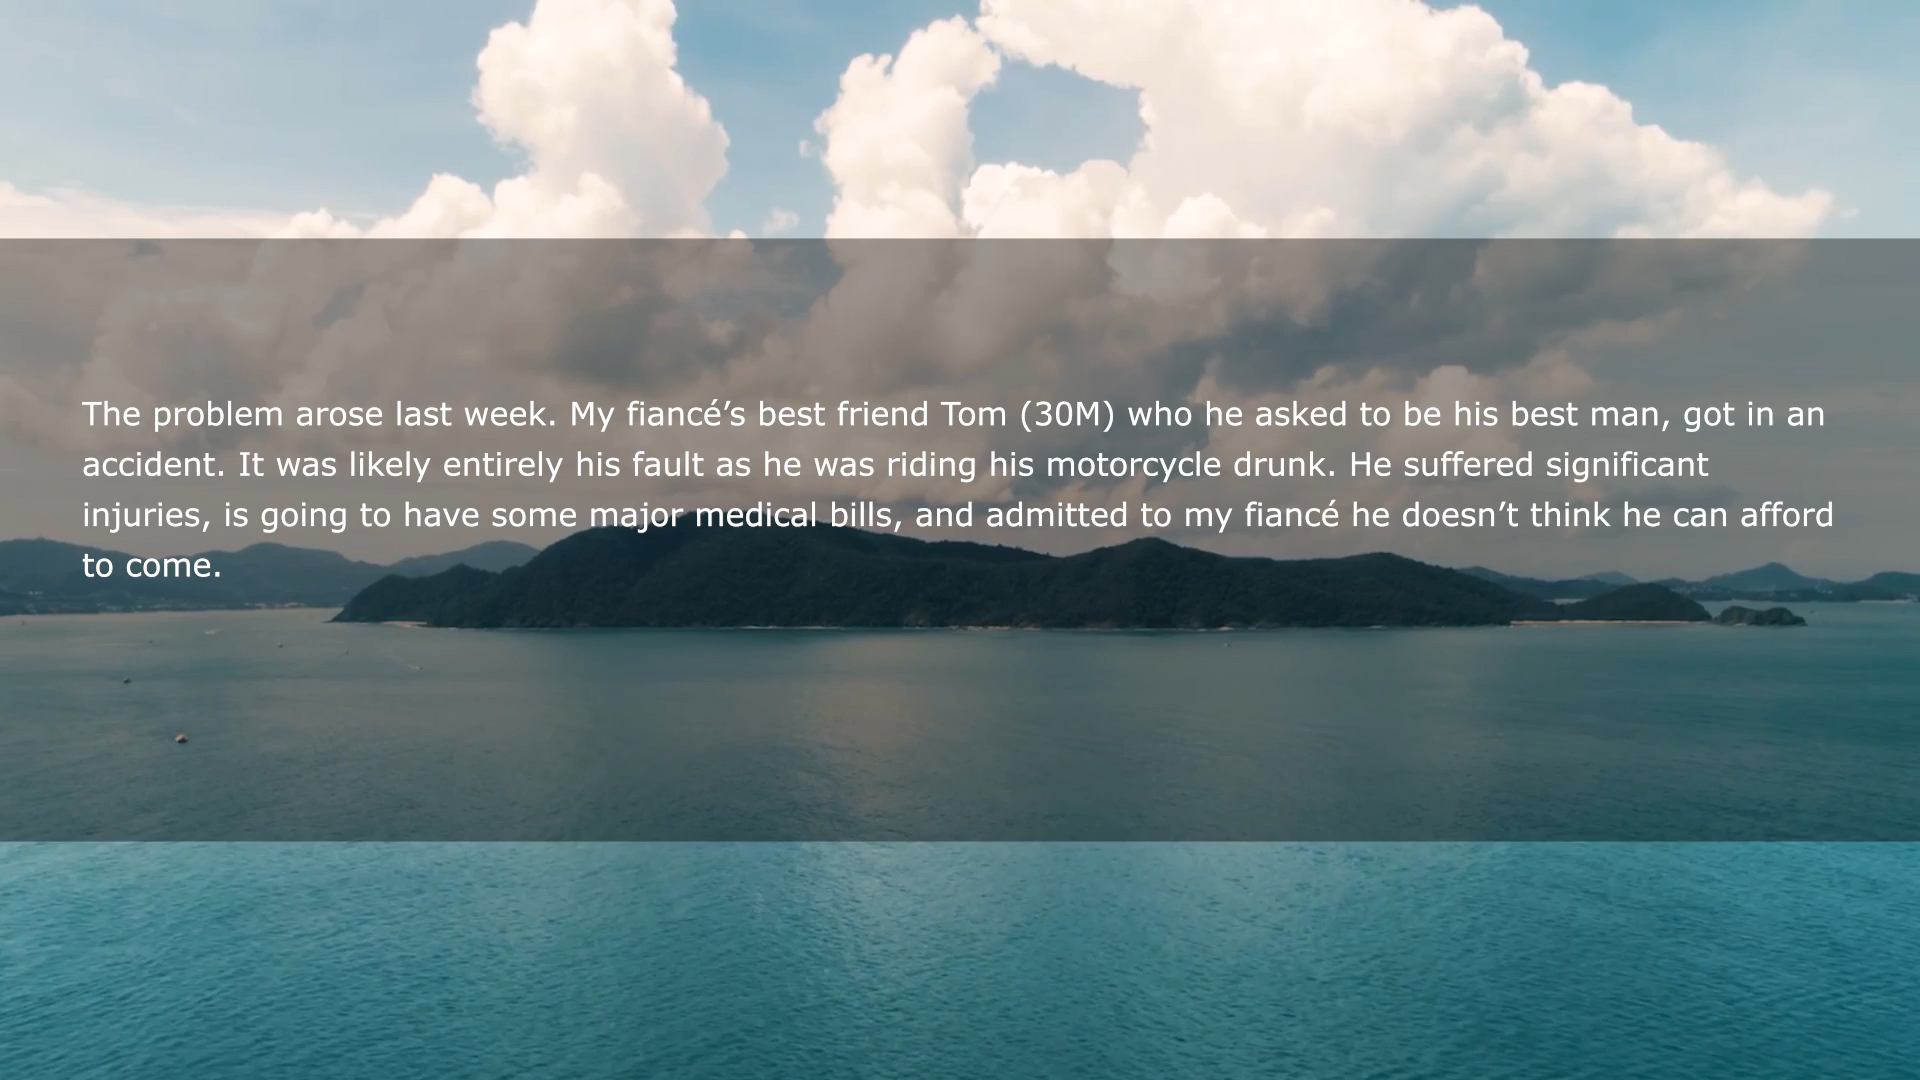 The problem arose last week. My fiancé’s best friend Tom (30M) who he asked to be his best man, got in an
accident. It was likely entirely his fault as he was riding his motorcycle drunk. He suffered significant
injuries, is going to have some major medical bills, and admitted to my fiancé he doesn’t think he can afford
to come.